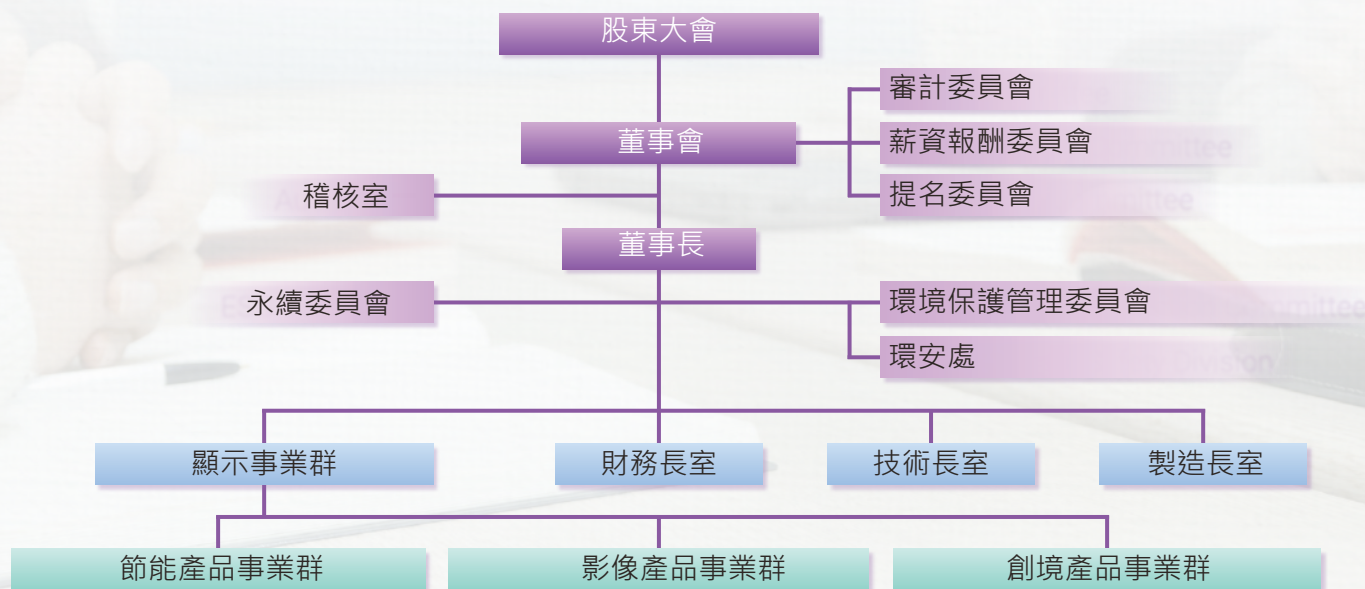 股東大會
審計委員會
董事會
薪資報酬委員會
稽核室
提名委員會
董事長
永續委員會
環境保護管理委員會
環安處
顯示事業群
財務長室
技術長室
製造長室
節能產品事業群
影像產品事業群
創境產品事業群